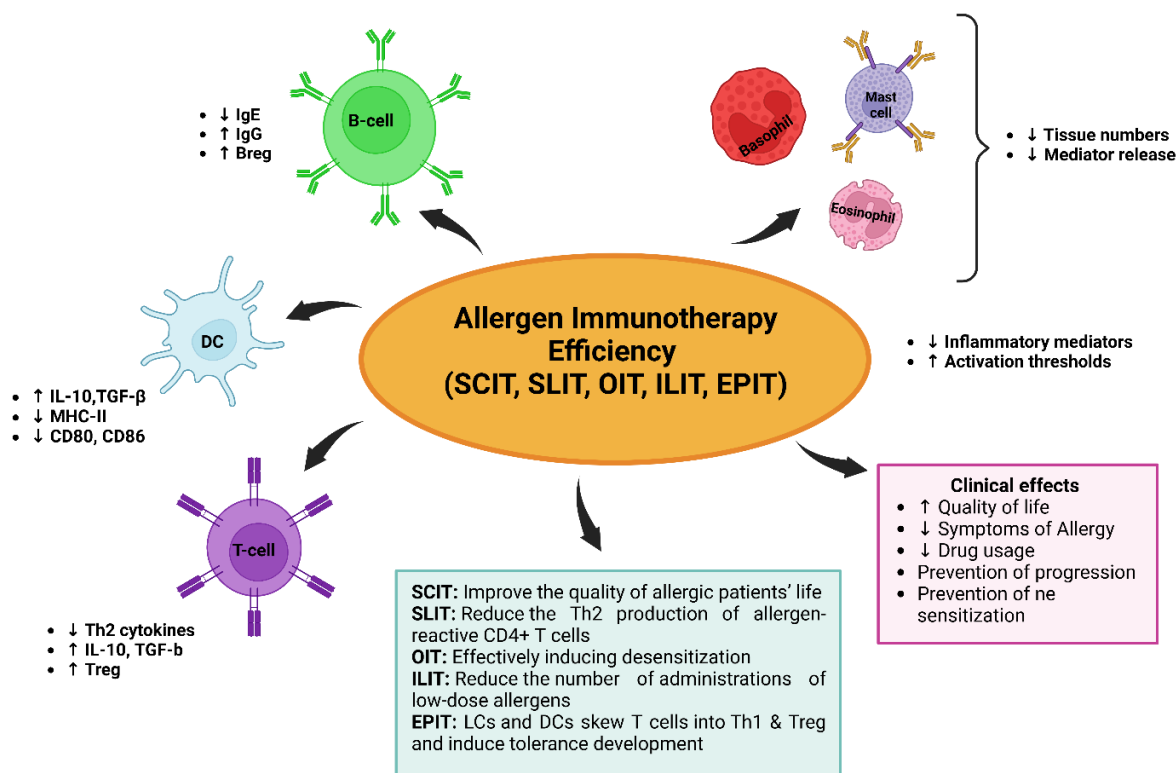 • ↓ IgE
• ↑ IgG
• ↑ Breg
B-cell
Basophil
Mast
cell
Eosinophil
• ↓ Tissue numbers
• ↓ Mediator release
DC
• ↑ IL-10,TGF-β
• ↓ MHC-II
• ↓ CD80, CD86
Allergen Immunotherapy
Efficiency
(SCIT, SLIT, OIT, ILIT, EPIT)
• ↓ Inflammatory mediators
• ↑ Activation thresholds
T-cell
• ↓ Th2 cytokines
• ↑ IL-10, TGF-b
• ↑ Treg
SCIT: Improve the quality of allergic patients’ life
SLIT: Reduce the Th2 production of allergen-
reactive CD4+ T cells
OIT: Effectively inducing desensitization
ILIT: Reduce the number of administrations of
low-dose allergens
EPIT: LCs and DCs skew T cells into Th1 & Treg
and induce tolerance development
Clinical effects
• ↑ Quality of life
• ↓ Symptoms of Allergy
• ↓ Drug usage
• Prevention of progression
• Prevention of ne
sensitization